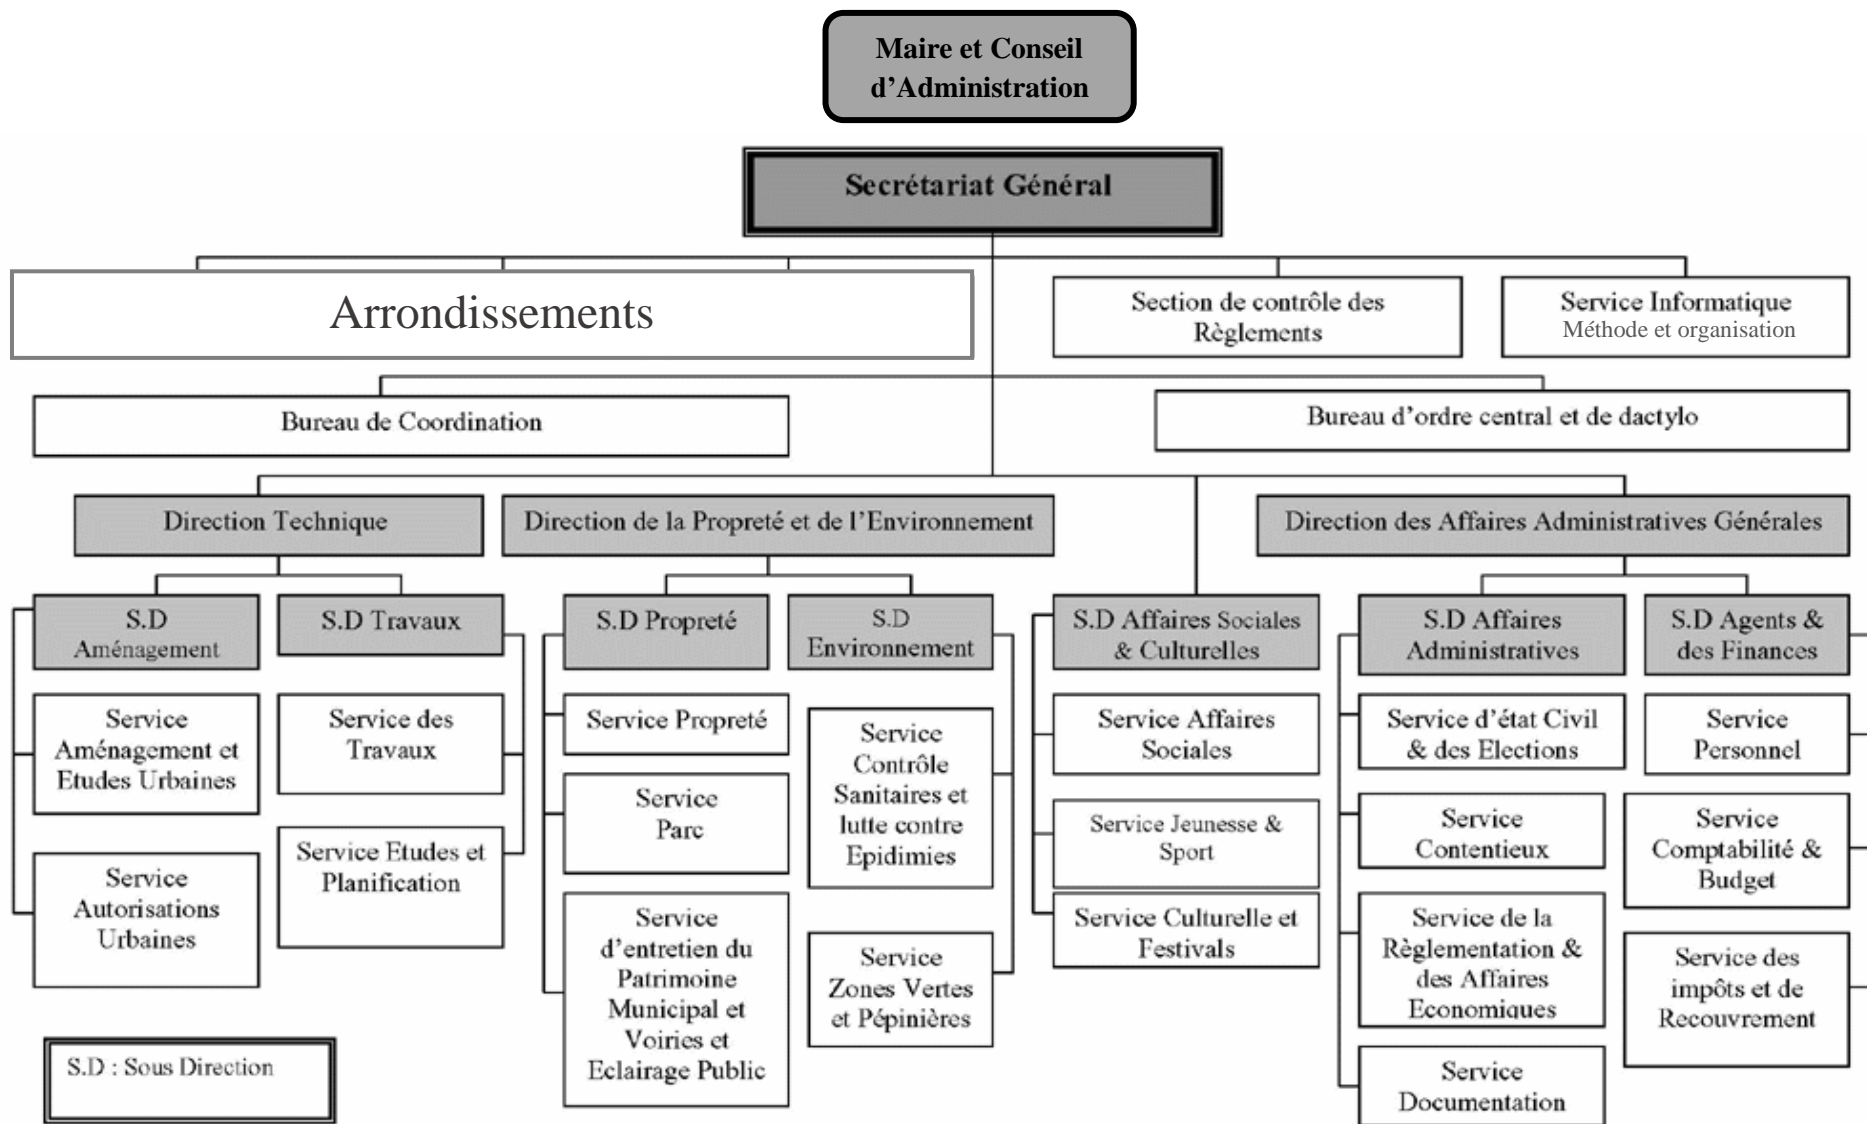 Maire et Conseil
d'Administration
Secrétariat Général
Arrondissements
Section de contrôle des
Règlements
Service Informatique
Méthode et organisation
Bureau de Coordination
Bureau d'ordre central et de dactylo
Direction Technique
Direction de la Propreté et de l'Environnement
Direction des Affaires Administratives Générales
S.D
Aménagement
S.D Travaux
S.D Propreté
S.D
Environnement
S.D Affaires Sociales
& Culturelles
S.D Affaires
Administratives
S.D Agents &
des Finances
Service
Aménagement et
Etudes Urbaines
Service
Autorisations
Urbaines
Service des
Travaux
Service Etudes et
Planification
Service Propreté
Service
Parc
Service
d'entretien du
Patrimoine
Municipal et
Voiries et
Eclairage Public
Service
Contrôle
Sanitaires et
lutte contre
Epidimies
Service
Zones Vertes
et Pépinières
Service Affaires
Sociales
Service Jeunesse &
Sport
Service Culturelle et
Festivals
Service d'état Civil
& des Elections
Service
Contentieux
Service de la
Règlementation &
des Affaires
Economiques
Service
Documentation
Service
Personnel
Service
Comptabilité &
Budget
Service des
impôts et de
Recouvrement
S.D : Sous Direction